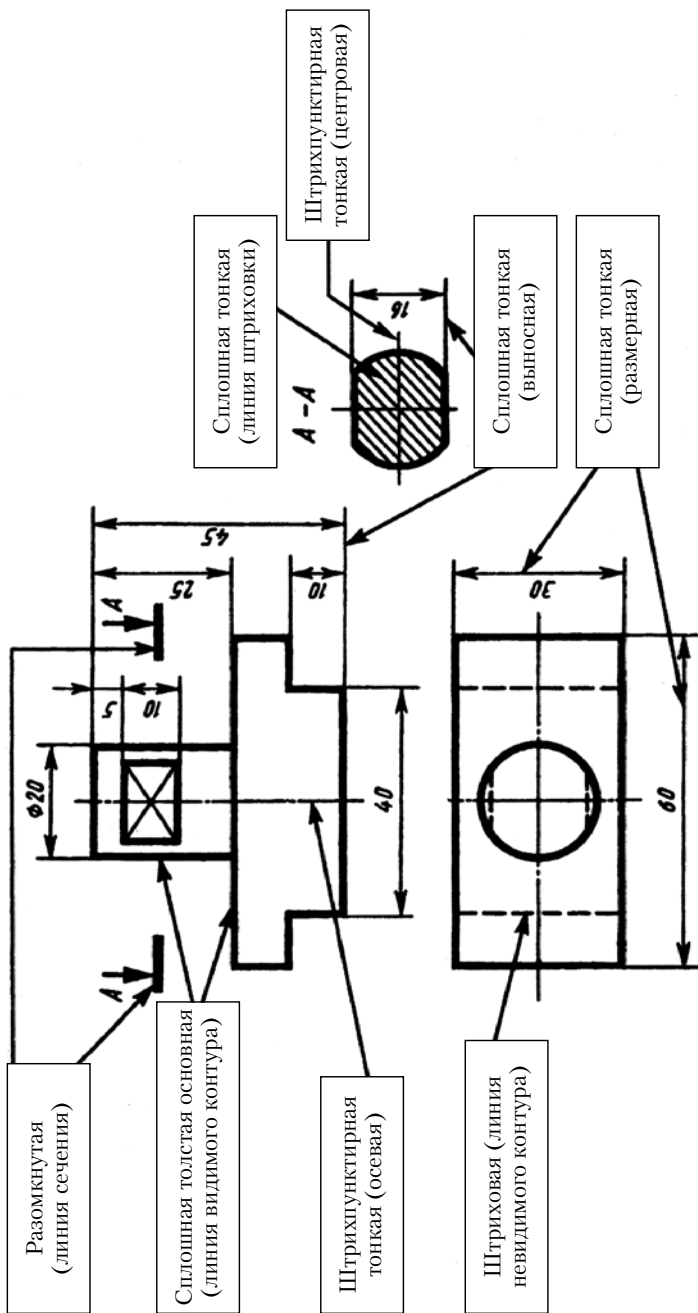 Разомкнутая
(линия сечения)
Сплошная толстая основная
(линия видимого контура)
Штрихпунктирная
тонкая (осевая)
Штриховая (линия
невидимого контура)
А
А
Ф20
5
10
25
45
10
40
60
30
А – А
16
Сплошная тонкая
(линия штриховки)
Штрихпунктирная
тонкая (центровая)
Сплошная тонкая
(выносная)
Сплошная тонкая
(размерная)